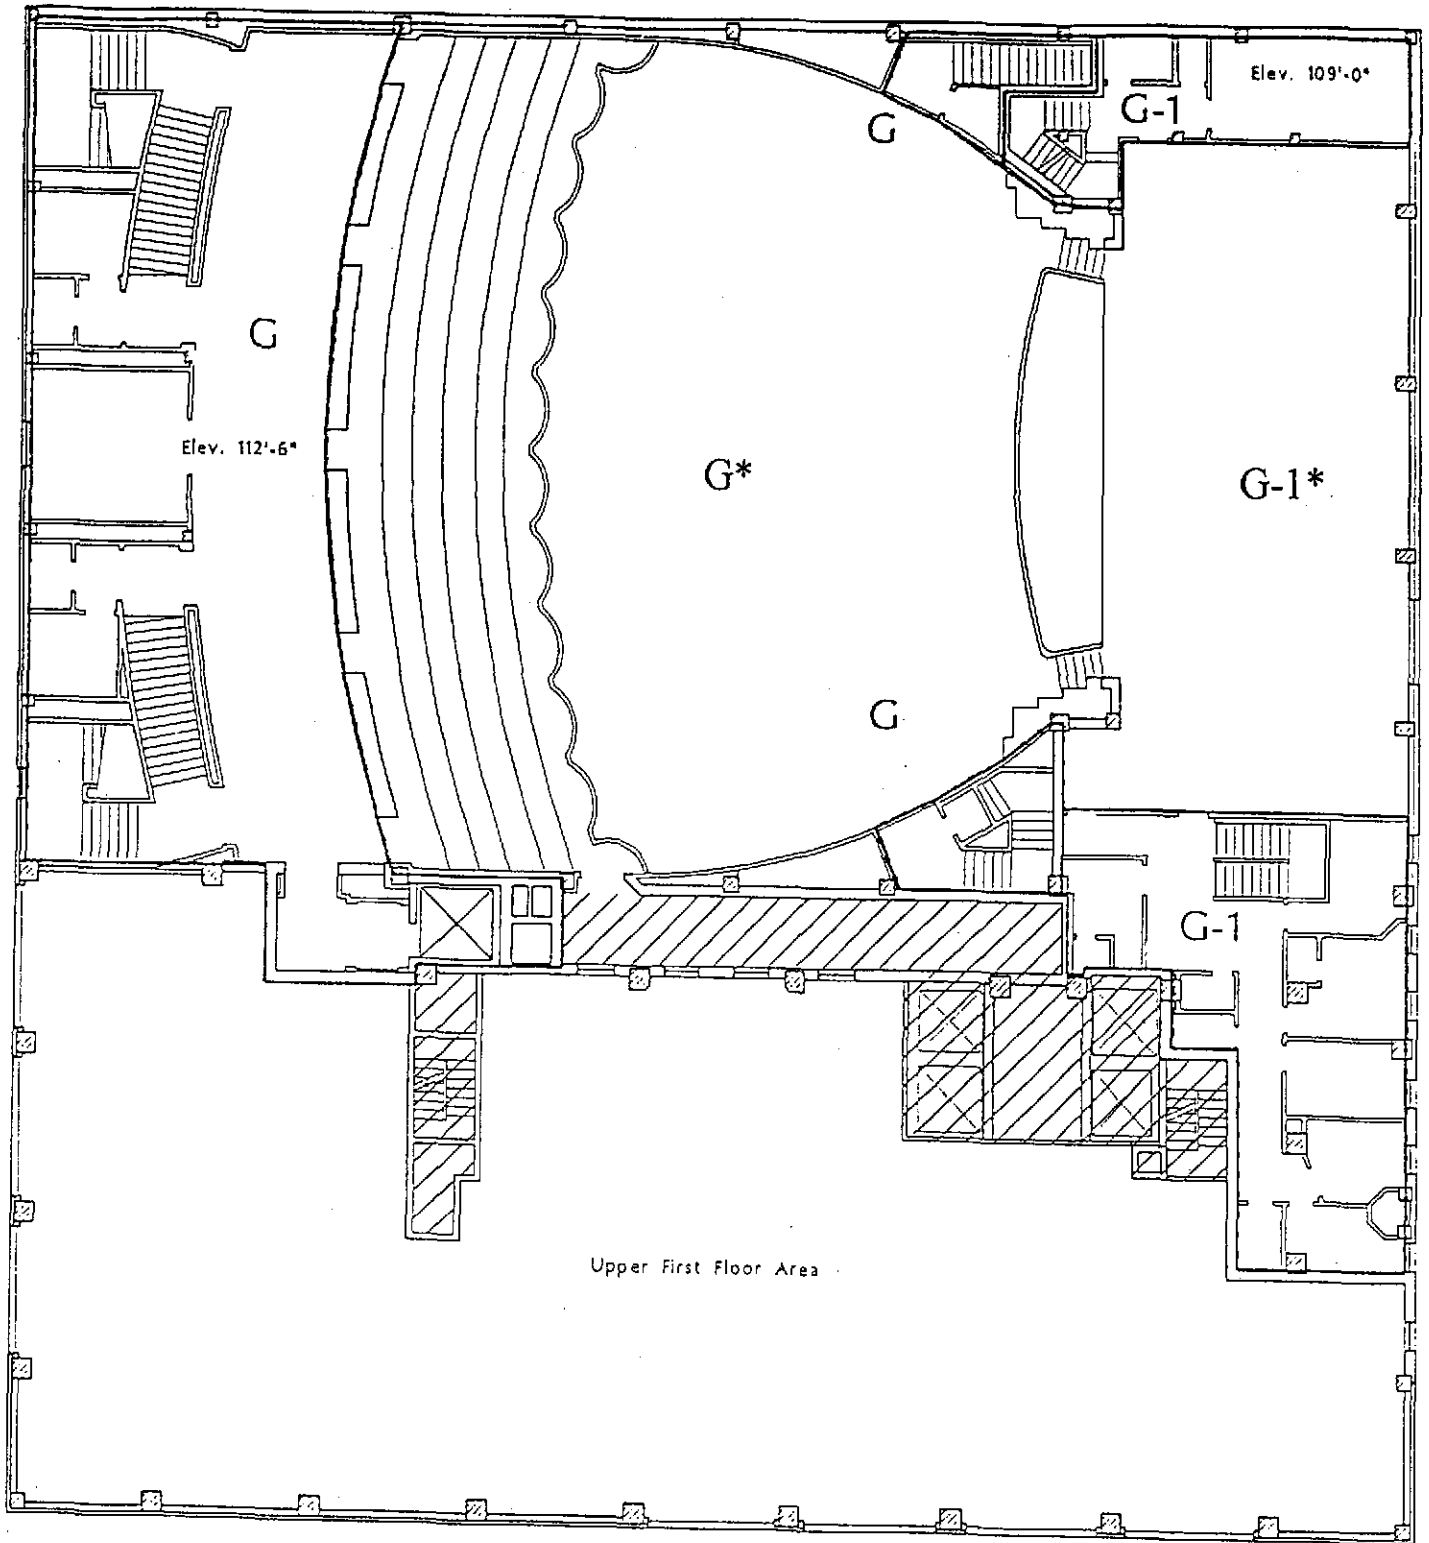 Elev. 109'-0"
G-1
G
G
Elev. 112'-6"
G*
G-1*
G
G-1
Upper First Floor Area